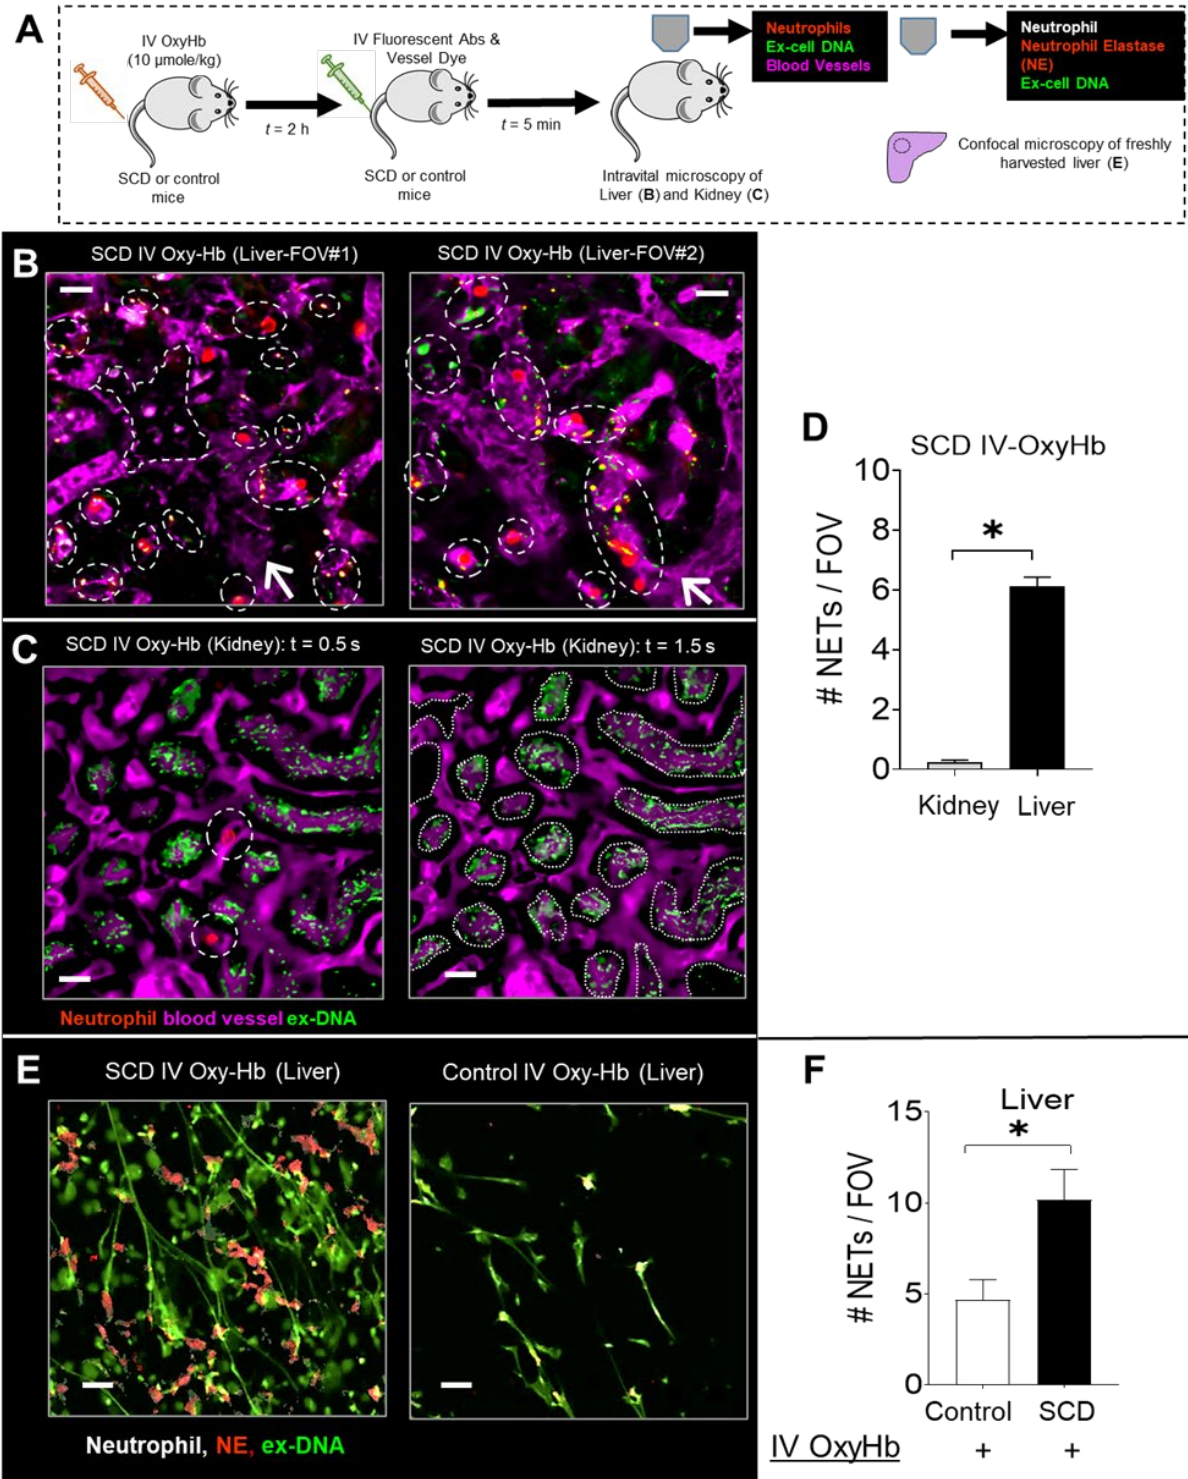 A
IV OxyHb
(10 µmole/kg)
t = 2 h
SCD or control
mice
IV Fluorescent Abs &
Vessel Dye
t = 5 min
SCD or control
mice
Intravital microscopy of
Liver (B) and Kidney (C)
Neutrophils
Ex-cell DNA
Blood Vessels
Neutrophil
Neutrophil Elastase
(NE)
Ex-cell DNA
Confocal microscopy of freshly
harvested liver (E)
B
SCD IV Oxy-Hb (Liver-FOV#1)
SCD IV Oxy-Hb (Liver-FOV#2)
C
SCD IV Oxy-Hb (Kidney): t = 0.5 s
SCD IV Oxy-Hb (Kidney): t = 1.5 s
Neutrophil blood vessel ex-DNA
D
SCD IV-OxyHb
# NETs / FOV
10
8
6
4
2
0
*
Kidney Liver
E
SCD IV Oxy-Hb (Liver)
Control IV Oxy-Hb (Liver)
Neutrophil, NE, ex-DNA
F
Liver
# NETs / FOV
15
10
5
0
*
Control SCD
IV OxyHb + +